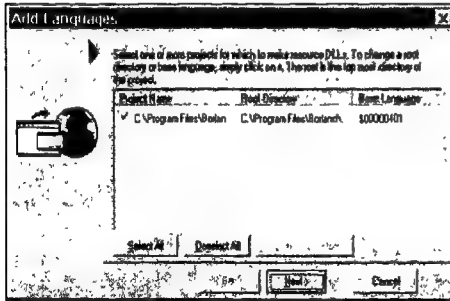 Add Languages
Select one or more projects for which to make resource DLLs. To change a root
directory or base language, simply click on it. The root is the top most directory of
the project.
Project Name Root Directory Base Language
C:\Program Files\Borlan C:\Program Files\Borland\ $00000401
Select All Deselect All
Next > Cancel